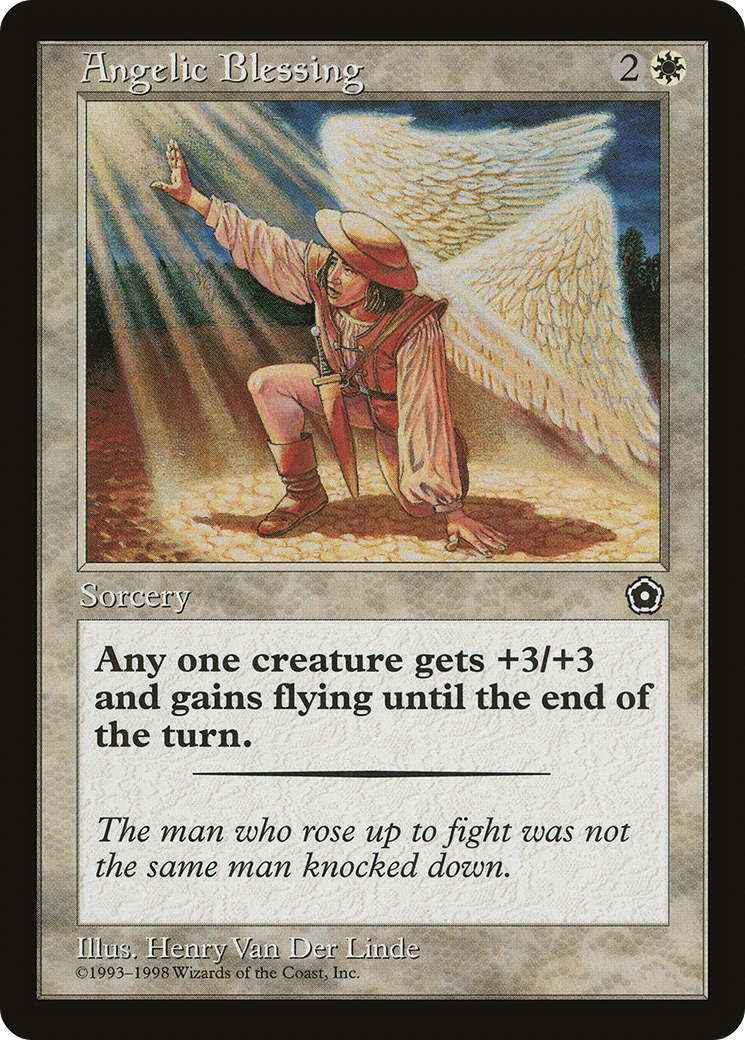 Angelic Blessing 2
Sorcery
Any one creature gets +3/+3
and gains flying until the end of
the turn.
The man who rose up to fight was not
the same man knocked down.
Illus. Henry Van Der Linde
©1993–1998 Wizards of the Coast, Inc.